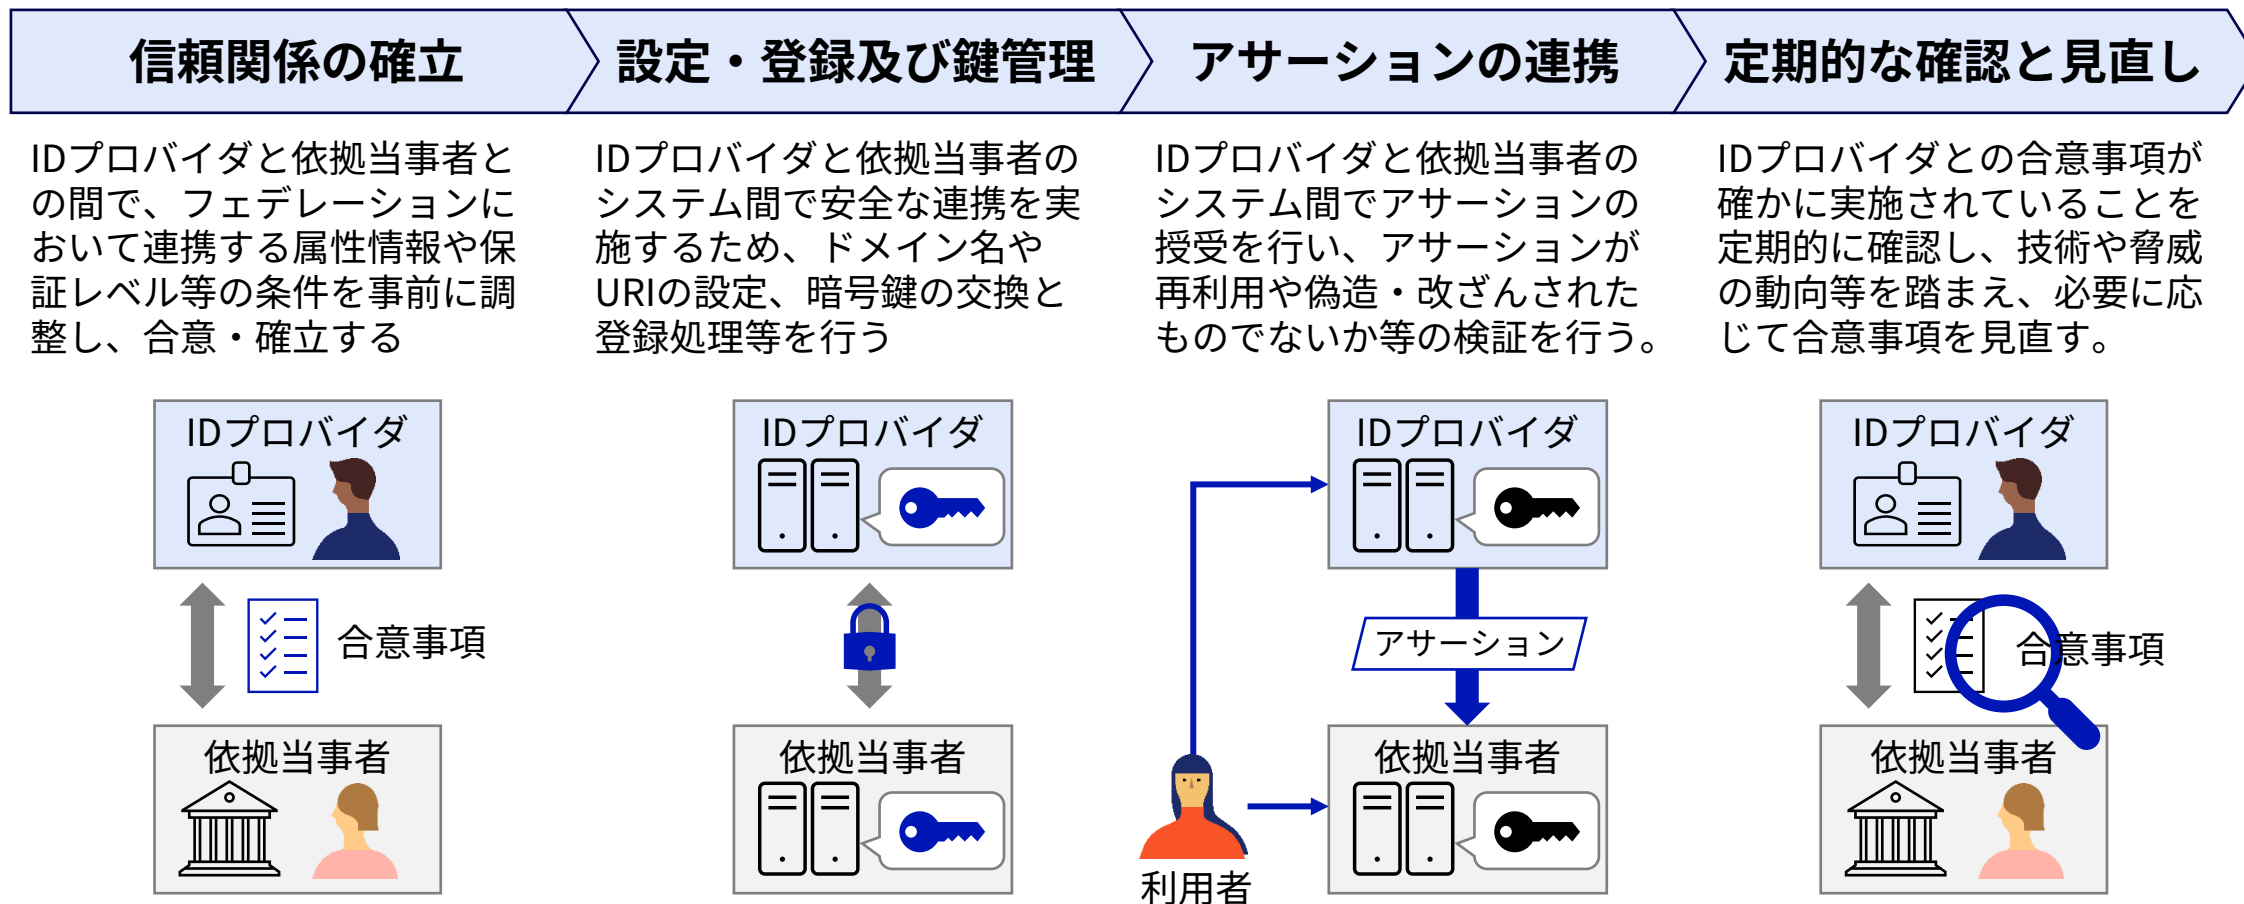 信頼関係の確立
設定・登録及び鍵管理
アサーションの連携
定期的な確認と見直し
IDプロバイダと依拠当事者と
の間で、フェデレーションに
おいて連携する属性情報や保
証レベル等の条件を事前に調
整し、合意・確立する
IDプロバイダと依拠当事者の
システム間で安全な連携を実
施するため、ドメイン名や
URIの設定、暗号鍵の交換と
登録処理等を行う
IDプロバイダと依拠当事者の
システム間でアサーションの
授受を行い、アサーションが
再利用や偽造・改ざんされた
ものでないか等の検証を行う。
IDプロバイダとの合意事項が
確かに実施されていることを
定期的に確認し、技術や脅威
の動向等を踏まえ、必要に応
じて合意事項を見直す。
IDプロバイダ
合意事項
依拠当事者
IDプロバイダ
依拠当事者
IDプロバイダ
アサーション
依拠当事者
利用者
IDプロバイダ
合意事項
依拠当事者